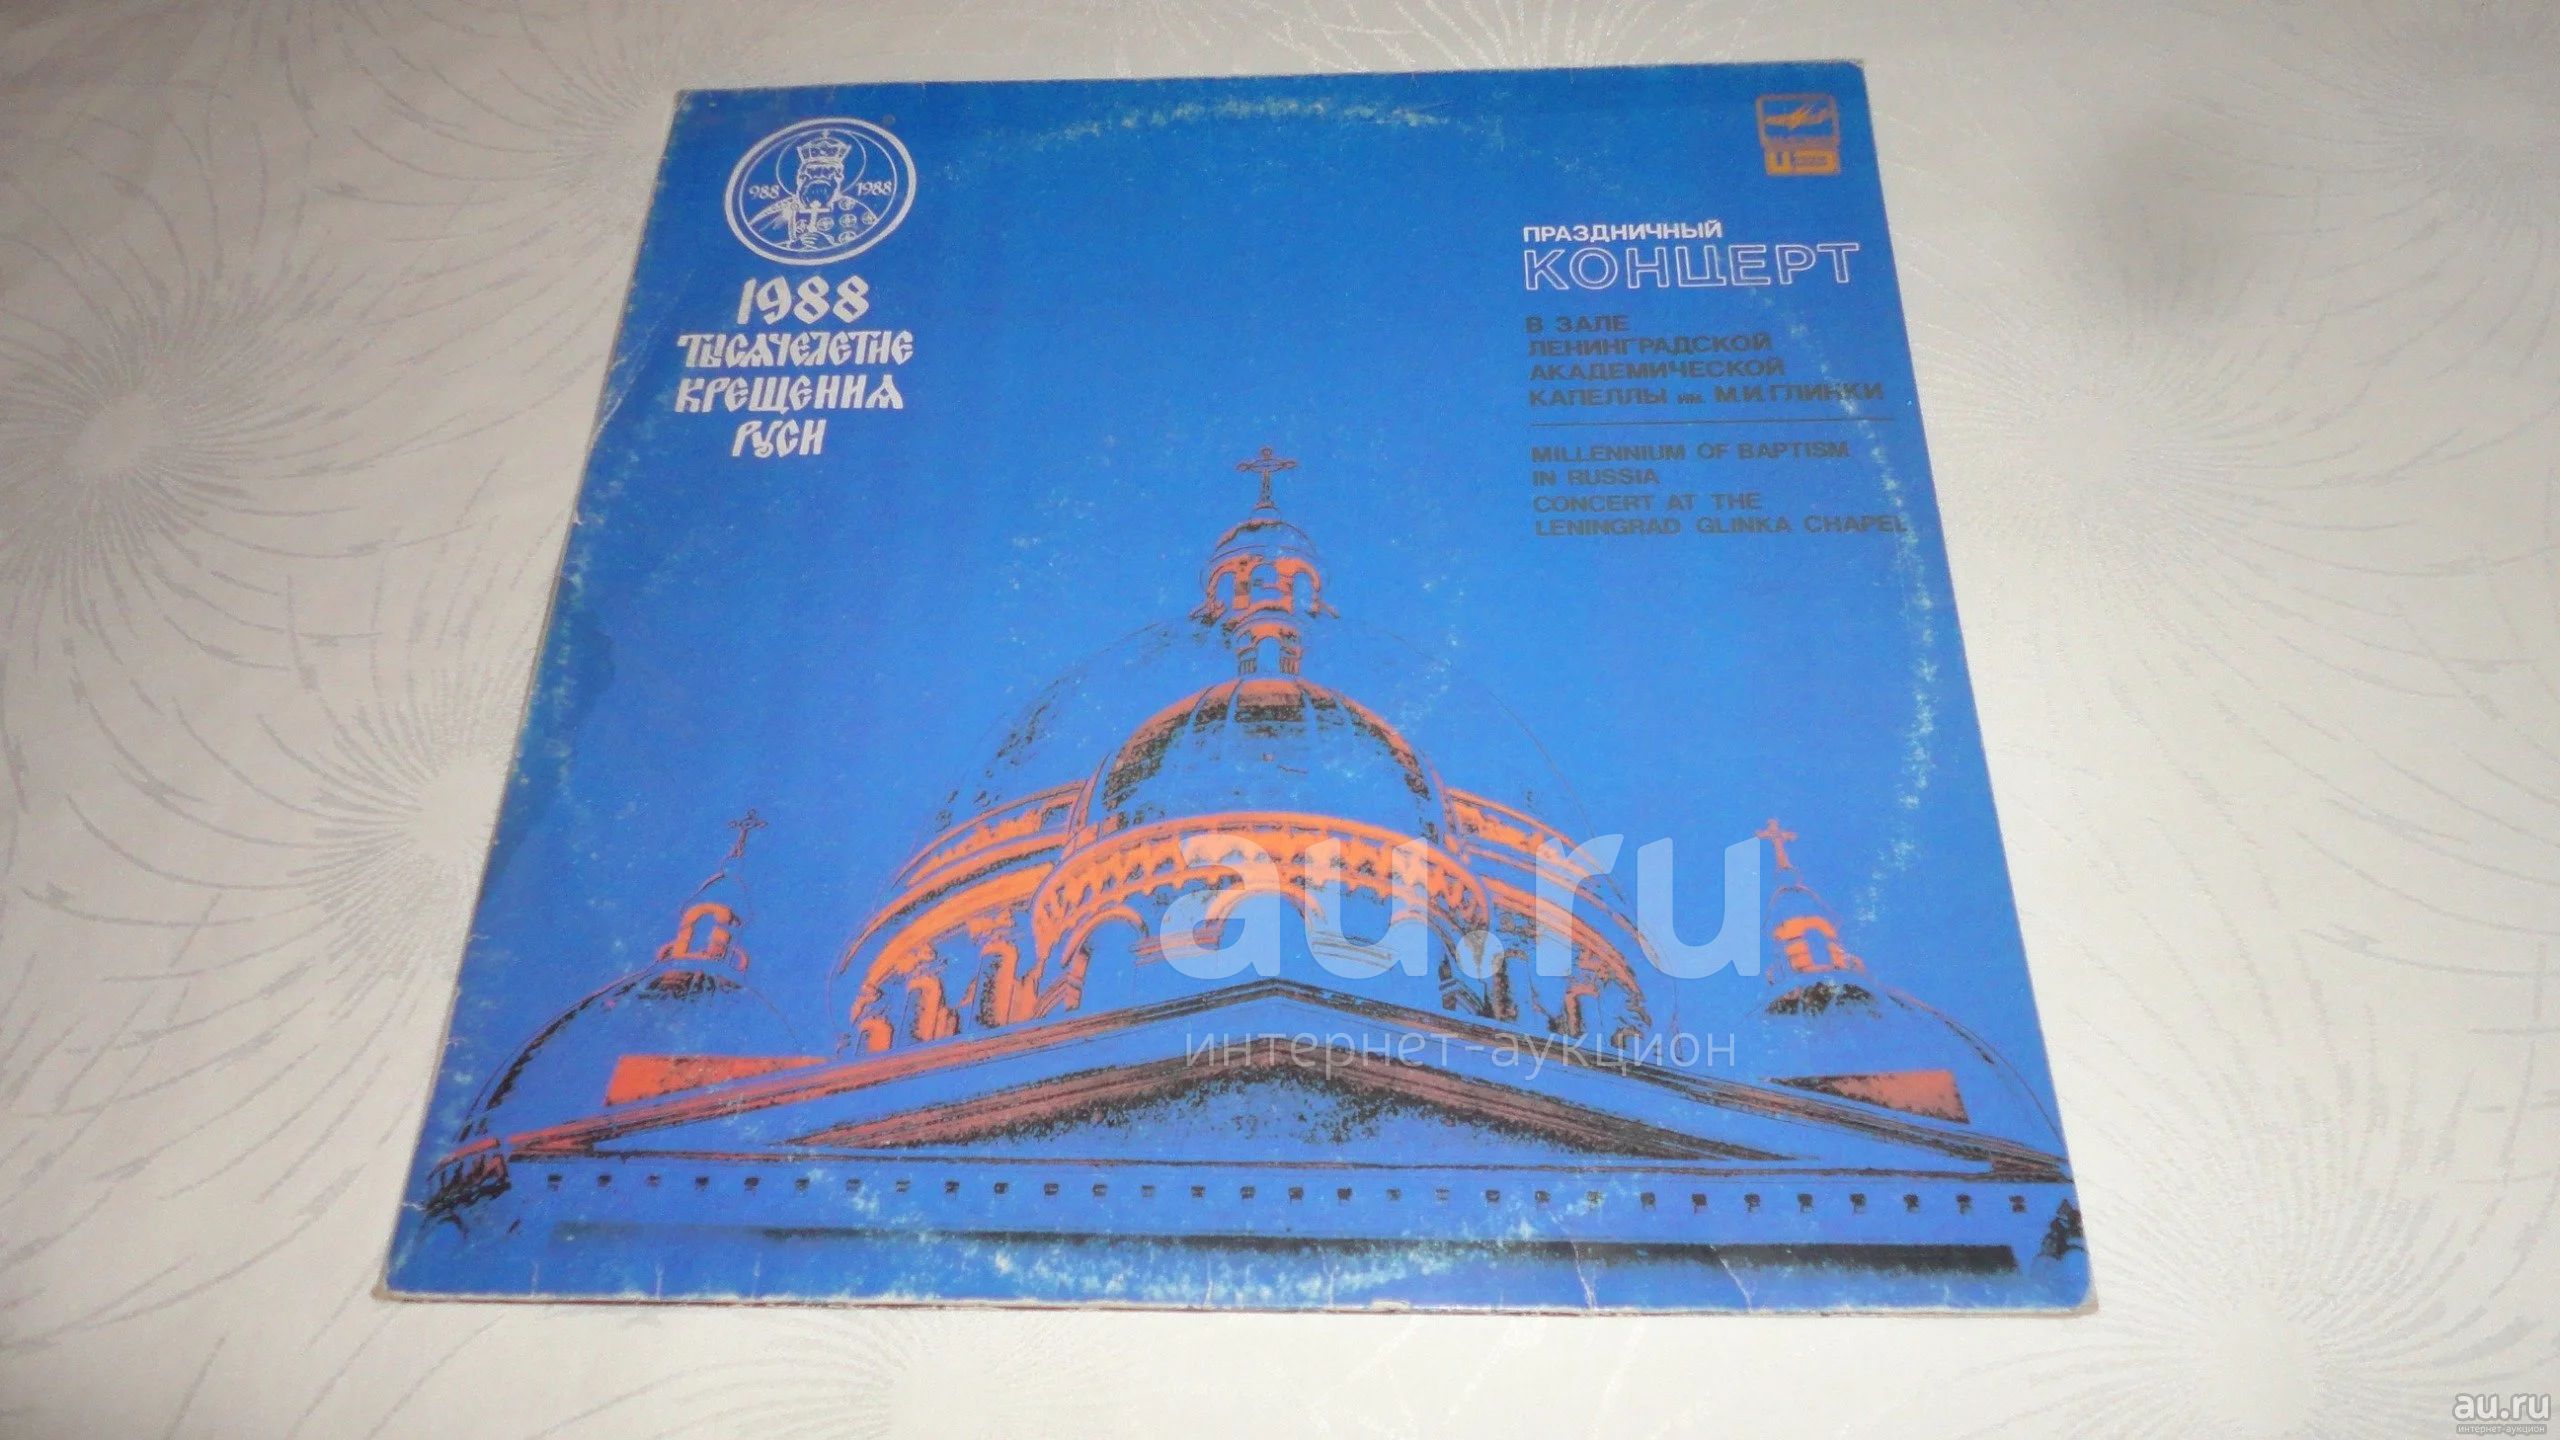 988 1988
1988
ТЫСЯЧЕЛЕТИЕ
КРЕЩЕНИЯ
РУСИ
ПРАЗДНИЧНЫЙ
КОНЦЕРТ
В ЗАЛЕ
ЛЕНИНГРАДСКОЙ
АКАДЕМИЧЕСКОЙ
КАПЕЛЛЫ им. М.И.ГЛИНКИ
MILLENNIUM OF BAPTISM
IN RUSSIA
CONCERT AT THE
LENINGRAD GLINKA CHAPEL
au.ru
интернет-аукцион
au.ru
интернет-аукцион